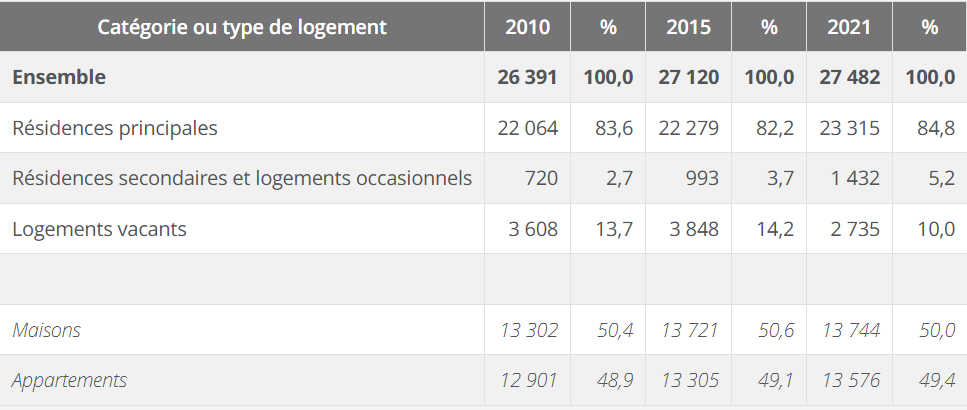 Catégorie ou type de logement 2010 % 2015 % 2021 %
Ensemble 26 391 100,0 27 120 100,0 27 482 100,0
Résidences principales 22 064 83,6 22 279 82,2 23 315 84,8
Résidences secondaires et logements occasionnels 720 2,7 993 3,7 1 432 5,2
Logements vacants 3 608 13,7 3 848 14,2 2 735 10,0
Maisons 13 302 50,4 13 721 50,6 13 744 50,0
Appartements 12 901 48,9 13 305 49,1 13 576 49,4